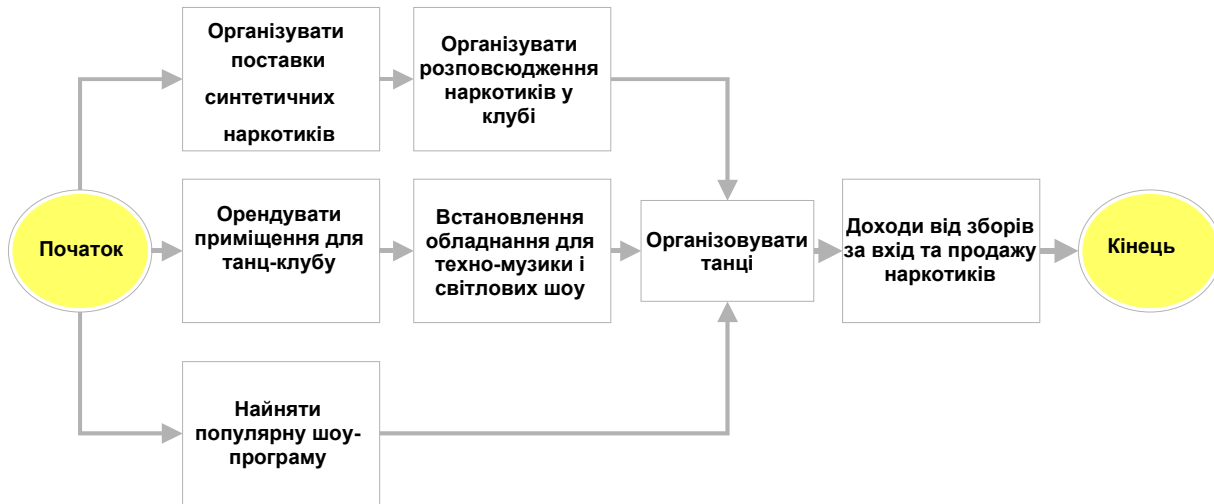 Організувати
поставки
синтетичних
наркотиків
Організувати
розповсюдження
наркотиків у
клубі
Початок
Орендувати
приміщення для
танц-клубу
Встановлення
обладнання для
техно-музики і
світлових шоу
Організовувати
танці
Доходи від зборів
за вхід та продажу
наркотиків
Кінець
Найняти
популярну шоу-
програму